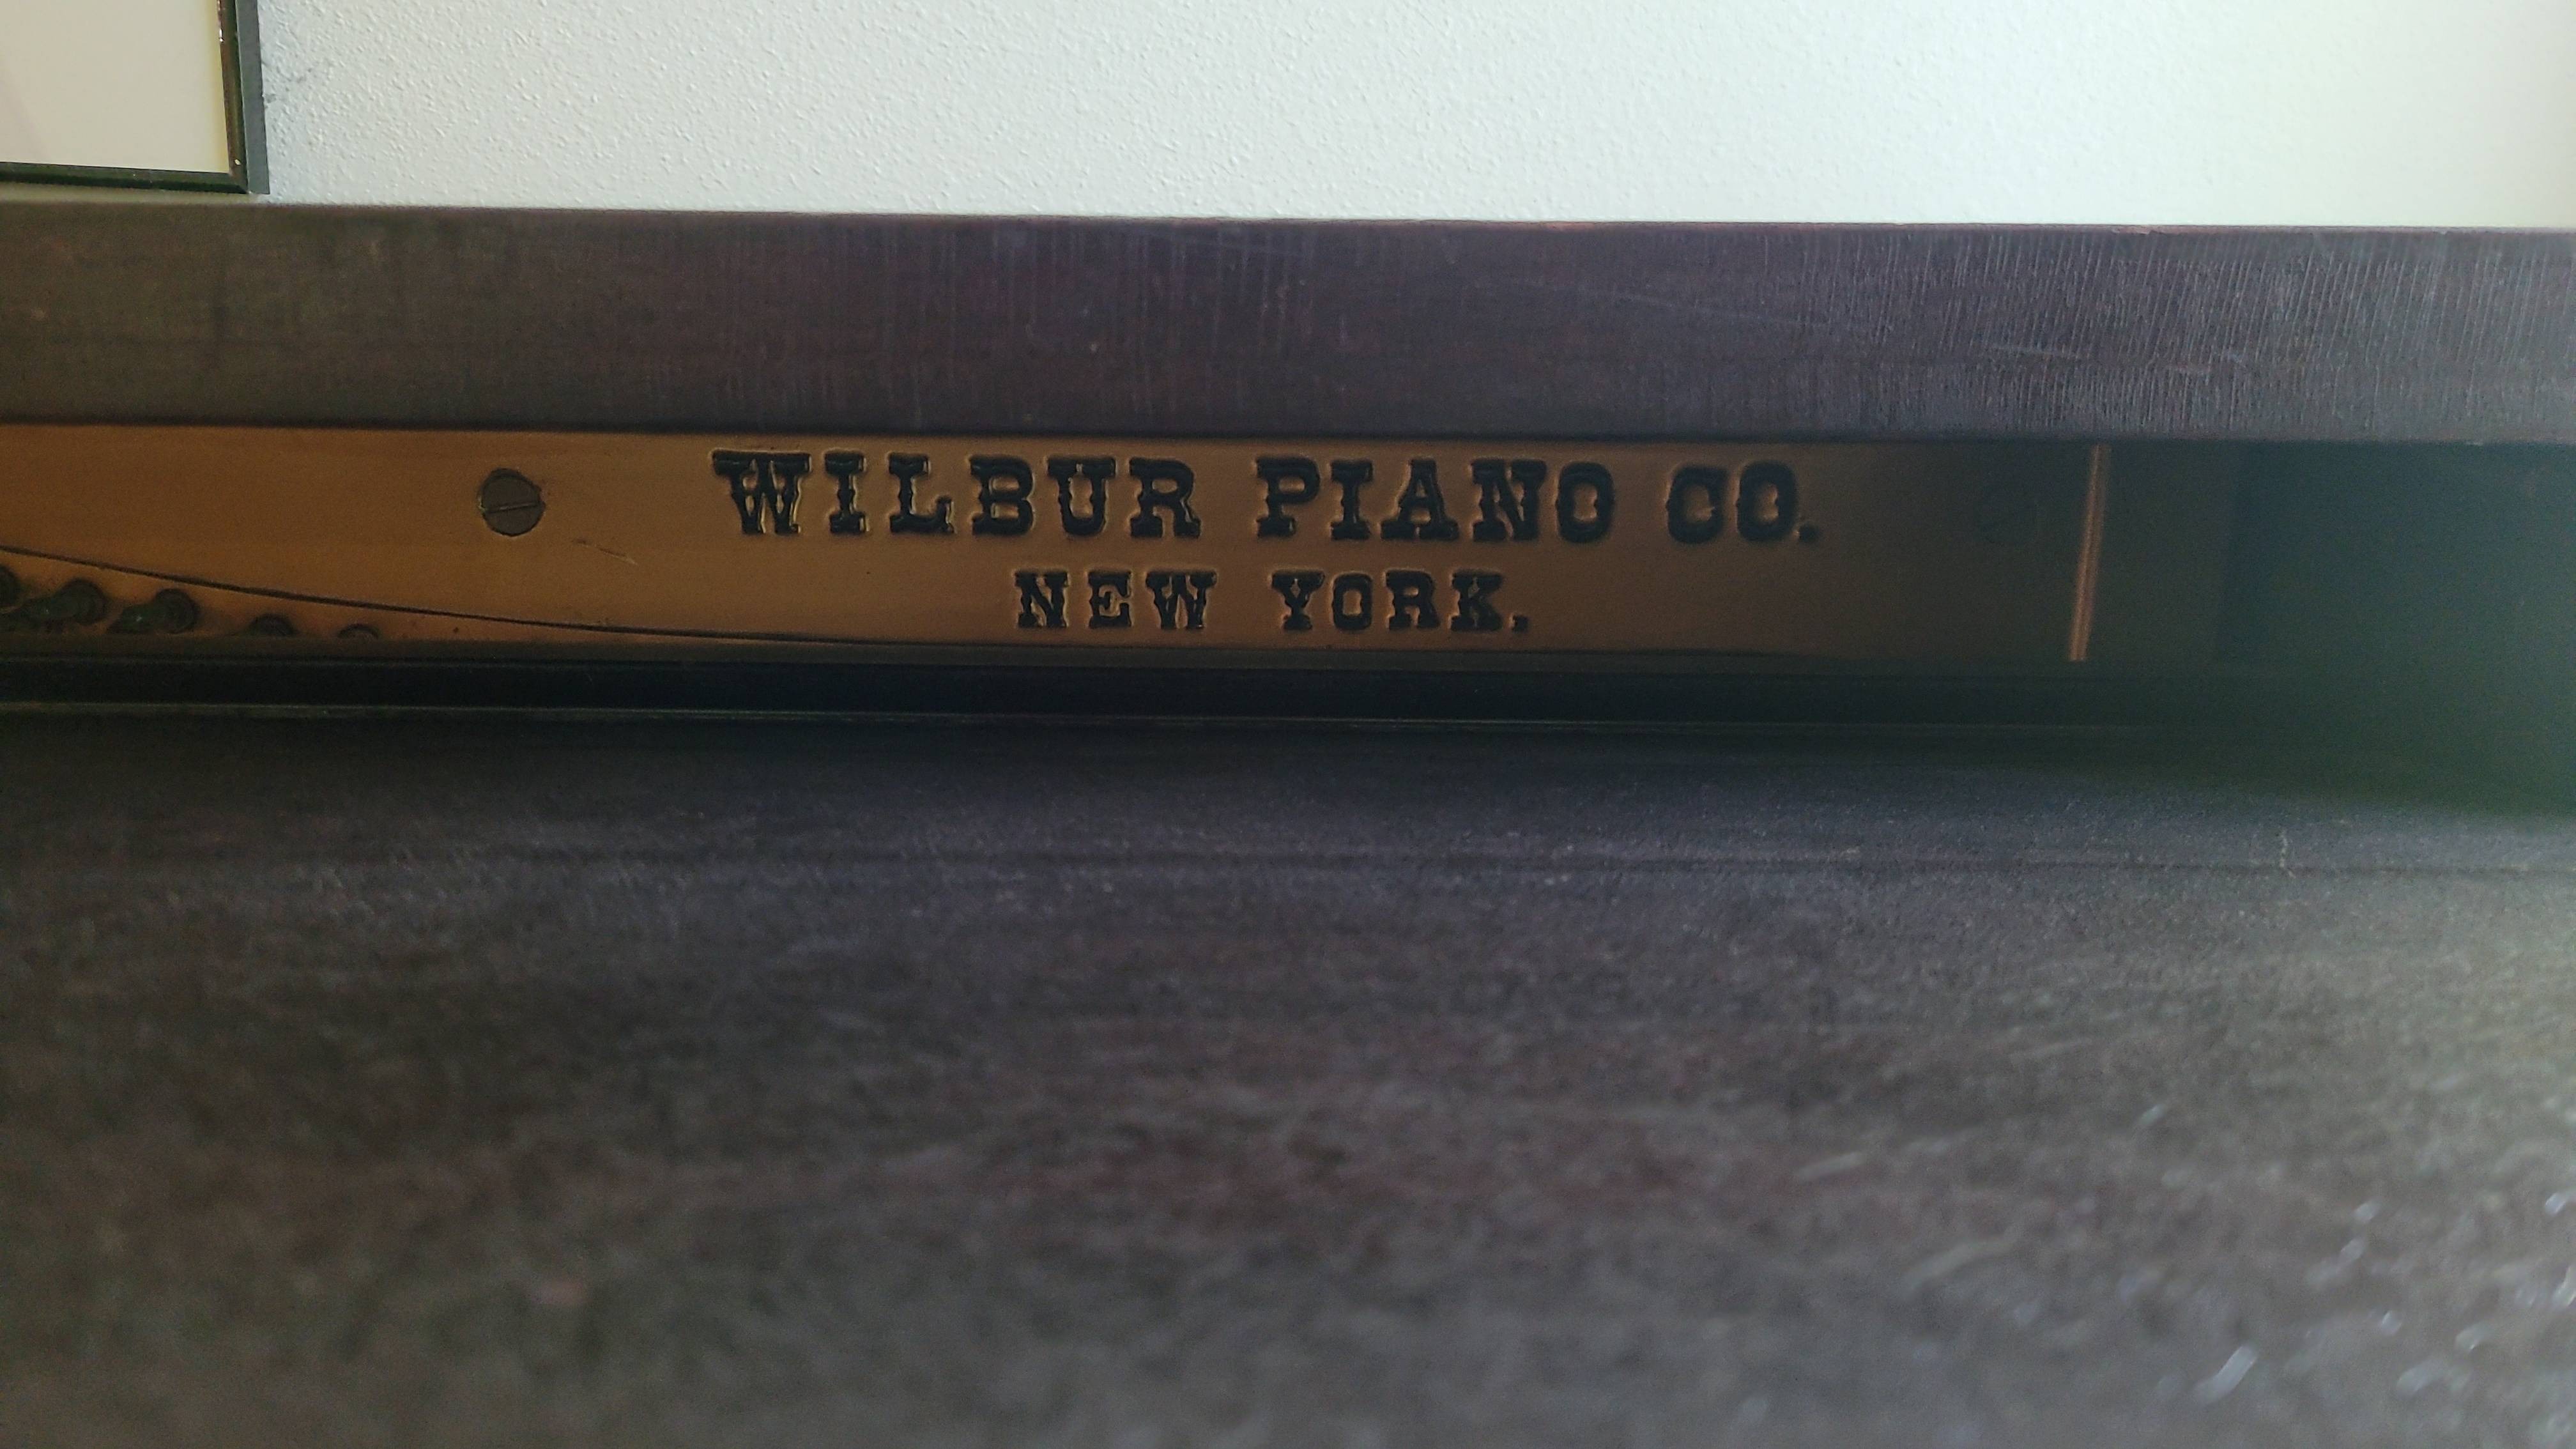 WILBUR PIANO CO.
NEW YORK.